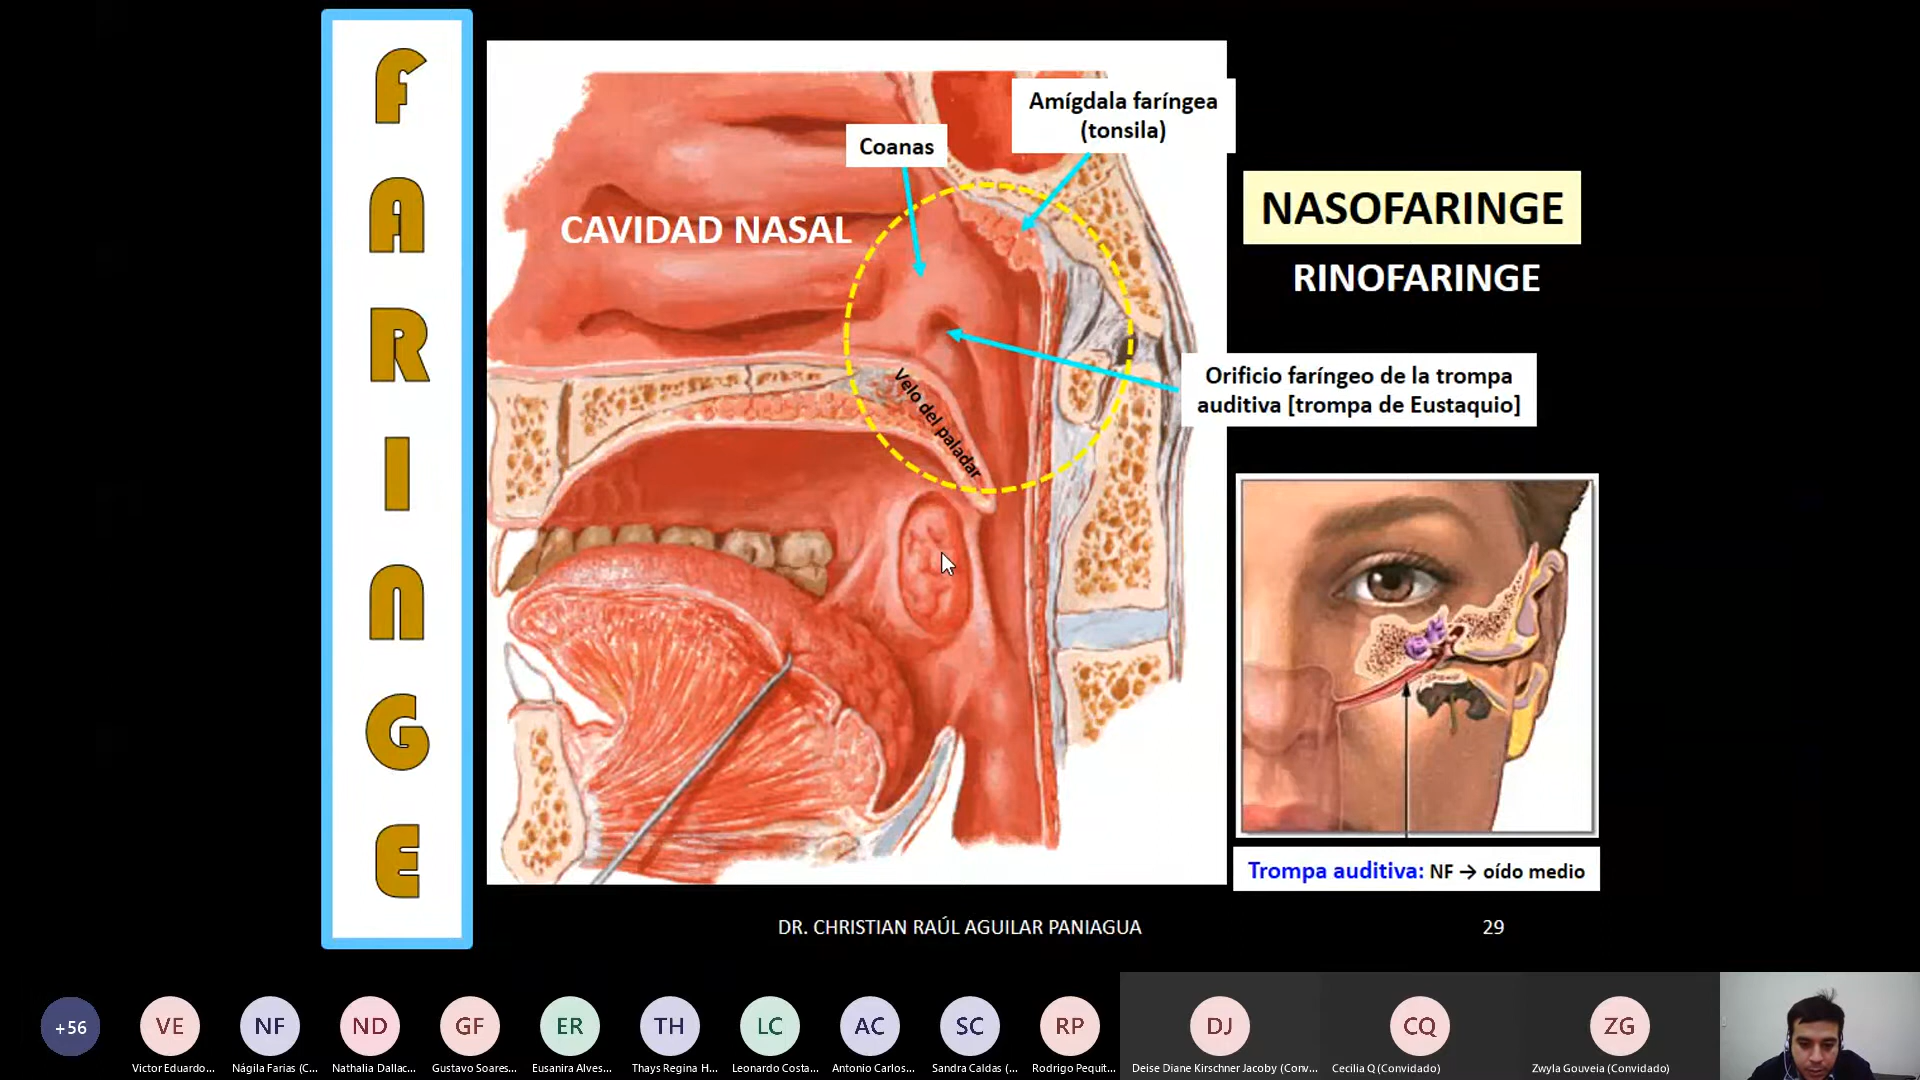 FARINGE
Amígdala faríngea
(tonsila)
Coanas
CAVIDAD NASAL
NASOFARINGE
RINOFARINGE
Orificio faríngeo de la trompa
auditiva [trompa de Eustaquio]
Velo del paladar
Trompa auditiva: NF → oído medio
DR. CHRISTIAN RAÚL AGUILAR PANIAGUA
29
+56
VE
NF
ND
GF
ER
TH
LC
AC
SC
RP
DJ
CQ
ZG
Victor Eduardo...
Nágila Farias (C...
Nathalia Dallac...
Gustavo Soares...
Eusanira Alves...
Thays Regina H...
Leonardo Costa...
Antonio Carlos...
Sandra Caldas (...
Rodrigo Pequit...
Deise Diane Kirschner Jacoby (Conv...
Cecilia Q (Convidado)
Zwyla Gouveia (Convidado)